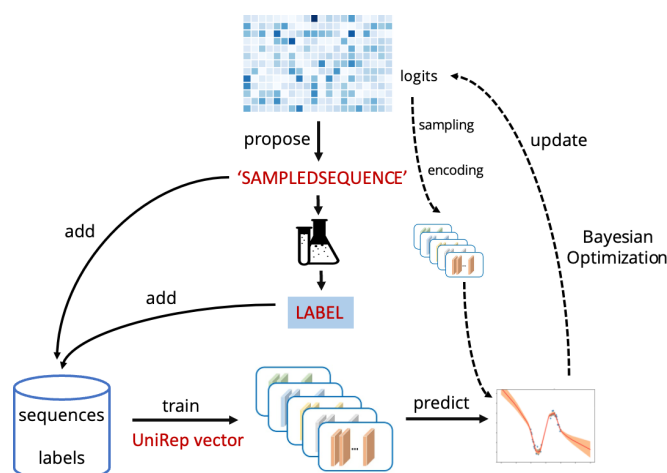 logits
propose
sampling
update
encoding
‘SAMPLEDSEQUENCE’
add
Bayesian
Optimization
add
LABEL
sequences
labels
train
UniRep vector
...
predict